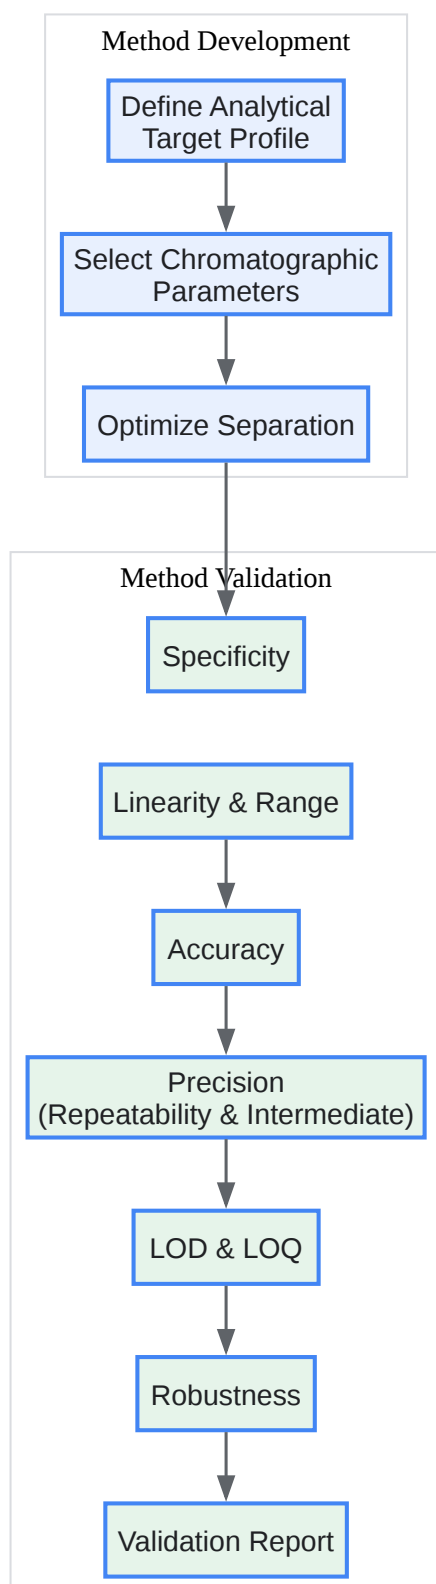 Method Development
Define Analytical
Target Profile
Select Chromatographic
Parameters
Optimize Separation
Method Validation
Specificity
Linearity & Range
Accuracy
Precision
(Repeatability & Intermediate)
LOD & LOQ
Robustness
Validation Report